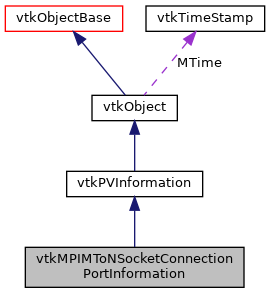 vtkObjectBase
vtkTimeStamp
MTime
vtkObject
vtkPVInformation
vtkMPIMToNSocketConnection
PortInformation